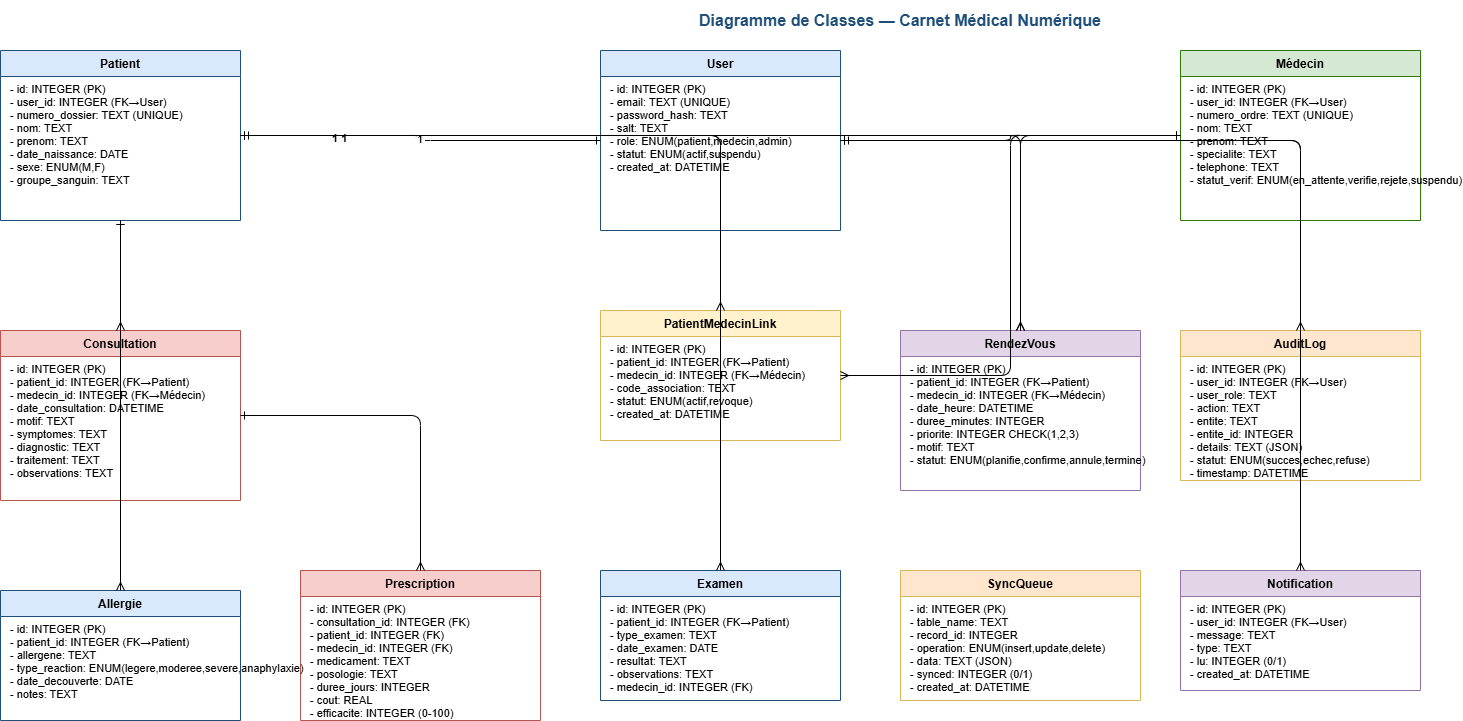 Diagramme de Classes — Carnet Médical Numérique
Patient
- id: INTEGER (PK)
- user_id: INTEGER (FK→User)
- numero_dossier: TEXT (UNIQUE)
- nom: TEXT
- prenom: TEXT
- date_naissance: DATE
- sexe: ENUM(M,F)
- groupe_sanguin: TEXT
1 1
1
User
- id: INTEGER (PK)
- email: TEXT (UNIQUE)
- password_hash: TEXT
- salt: TEXT
- role: ENUM(patient,medecin,admin)
- statut: ENUM(actif,suspendu)
- created_at: DATETIME
Médecin
- id: INTEGER (PK)
- user_id: INTEGER (FK→User)
- numero_ordre: TEXT (UNIQUE)
- nom: TEXT
- prenom: TEXT
- specialite: TEXT
- telephone: TEXT
- statut_verif: ENUM(en_attente,verifie,rejete,suspendu)
Consultation
- id: INTEGER (PK)
- patient_id: INTEGER (FK→Patient)
- medecin_id: INTEGER (FK→Médecin)
- date_consultation: DATETIME
- motif: TEXT
- symptomes: TEXT
- diagnostic: TEXT
- traitement: TEXT
- observations: TEXT
PatientMedecinLink
- id: INTEGER (PK)
- patient_id: INTEGER (FK→Patient)
- medecin_id: INTEGER (FK→Médecin)
- code_association: TEXT
- statut: ENUM(actif,revoque)
- created_at: DATETIME
RendezVous
- id: INTEGER (PK)
- patient_id: INTEGER (FK→Patient)
- medecin_id: INTEGER (FK→Médecin)
- date_heure: DATETIME
- duree_minutes: INTEGER
- priorite: INTEGER CHECK(1,2,3)
- motif: TEXT
- statut: ENUM(planifie,confirme,annule,termine)
AuditLog
- id: INTEGER (PK)
- user_id: INTEGER (FK→User)
- user_role: TEXT
- action: TEXT
- entite: TEXT
- entite_id: INTEGER
- details: TEXT (JSON)
- statut: ENUM(succes,echec,refuse)
- timestamp: DATETIME
Allergie
- id: INTEGER (PK)
- patient_id: INTEGER (FK→Patient)
- allergene: TEXT
- type_reaction: ENUM(legere,moderee,severe,anaphylaxie)
- date_decouverte: DATE
- notes: TEXT
Prescription
- id: INTEGER (PK)
- consultation_id: INTEGER (FK)
- patient_id: INTEGER (FK)
- medecin_id: INTEGER (FK)
- medicament: TEXT
- posologie: TEXT
- duree_jours: INTEGER
- cout: REAL
- efficacite: INTEGER (0-100)
Examen
- id: INTEGER (PK)
- patient_id: INTEGER (FK→Patient)
- type_examen: TEXT
- date_examen: DATE
- resultat: TEXT
- observations: TEXT
- medecin_id: INTEGER (FK)
SyncQueue
- id: INTEGER (PK)
- table_name: TEXT
- record_id: INTEGER
- operation: ENUM(insert,update,delete)
- data: TEXT (JSON)
- synced: INTEGER (0/1)
- created_at: DATETIME
Notification
- id: INTEGER (PK)
- user_id: INTEGER (FK→User)
- message: TEXT
- type: TEXT
- lu: INTEGER (0/1)
- created_at: DATETIME